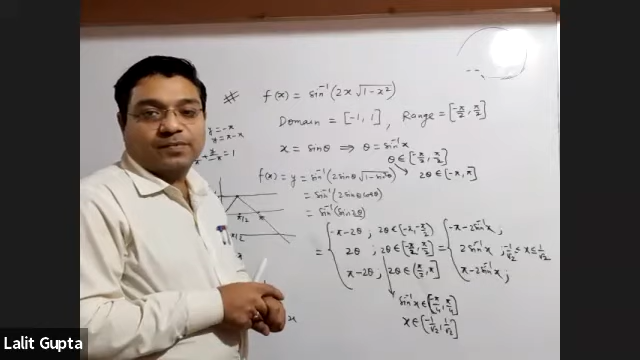 # f(x) = sin⁻¹(2x √1-x²)
Domain = [-1, 1], Range = [-π/2, π/2]
y = -x
y = π-x
x = sinθ ⟹ θ = sin⁻¹x
θ ∈ [-π/2, π/2]
2θ ∈ [-π, π]
f(x) = y = sin⁻¹(2sinθ √1-sin²θ)
= sin⁻¹(2sinθ cosθ)
= sin⁻¹(sin2θ)
= { -π-2θ, 2θ ∈ [-π, -π/2) = { -π-2sin⁻¹x,
2θ ; 2θ ∈ [-π/2, π/2] 2sin⁻¹x, -1/√2 ≤ x ≤ 1/√2
π-2θ, 2θ ∈ (π/2, π] π-2sin⁻¹x ;
sin⁻¹x ∈ [-π/4, π/4]
x ∈ [-1/√2, 1/√2]
π/2
π
x
Lalit Gupta